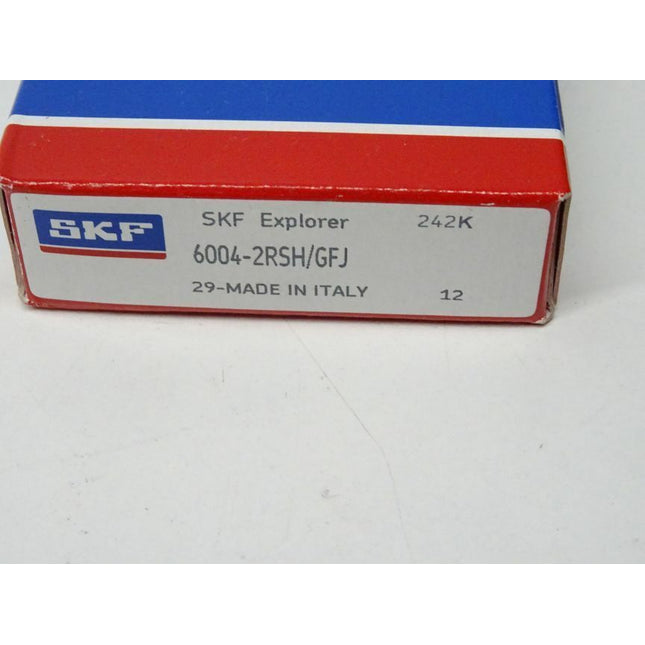 SKF
SKF Explorer 242K
6004-2RSH/GFJ
29-MADE IN ITALY 12